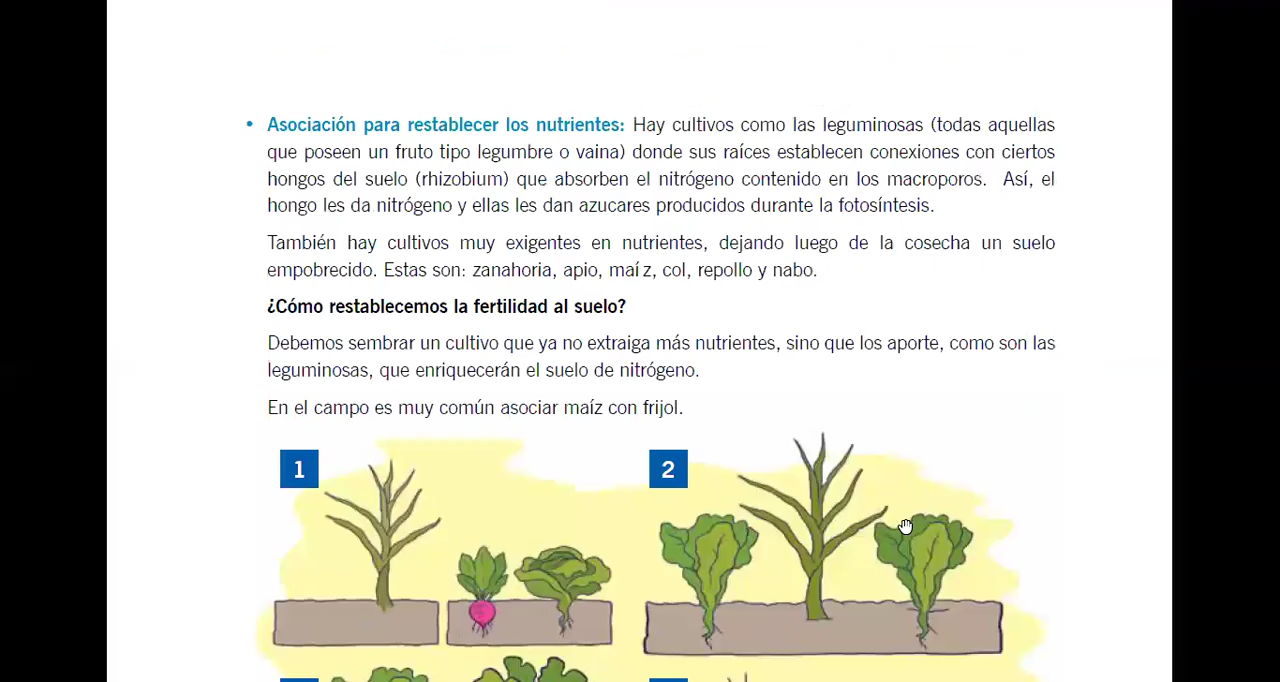 • Asociación para restablecer los nutrientes: Hay cultivos como las leguminosas (todas aquellas
que poseen un fruto tipo legumbre o vaina) donde sus raíces establecen conexiones con ciertos
hongos del suelo (rhizobium) que absorben el nitrógeno contenido en los macroporos. Así, el
hongo les da nitrógeno y ellas les dan azucares producidos durante la fotosíntesis.
También hay cultivos muy exigentes en nutrientes, dejando luego de la cosecha un suelo
empobrecido. Estas son: zanahoria, apio, maíz, col, repollo y nabo.
¿Cómo restablecemos la fertilidad al suelo?
Debemos sembrar un cultivo que ya no extraiga más nutrientes, sino que los aporte, como son las
leguminosas, que enriquecerán el suelo de nitrógeno.
En el campo es muy común asociar maíz con frijol.
1
2